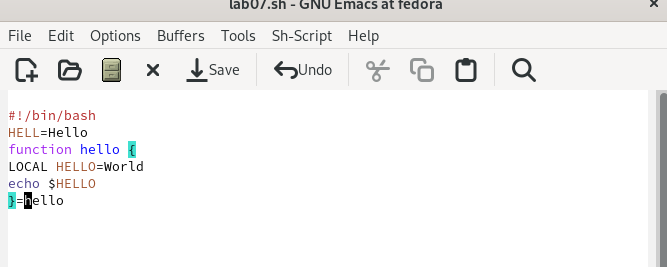 lab07.sh - GNU Emacs at fedora
File Edit Options Buffers Tools Sh-Script Help
Save Undo
#!/bin/bash
HELL=Hello
function hello {
LOCAL HELLO=World
echo $HELLO
}=hello